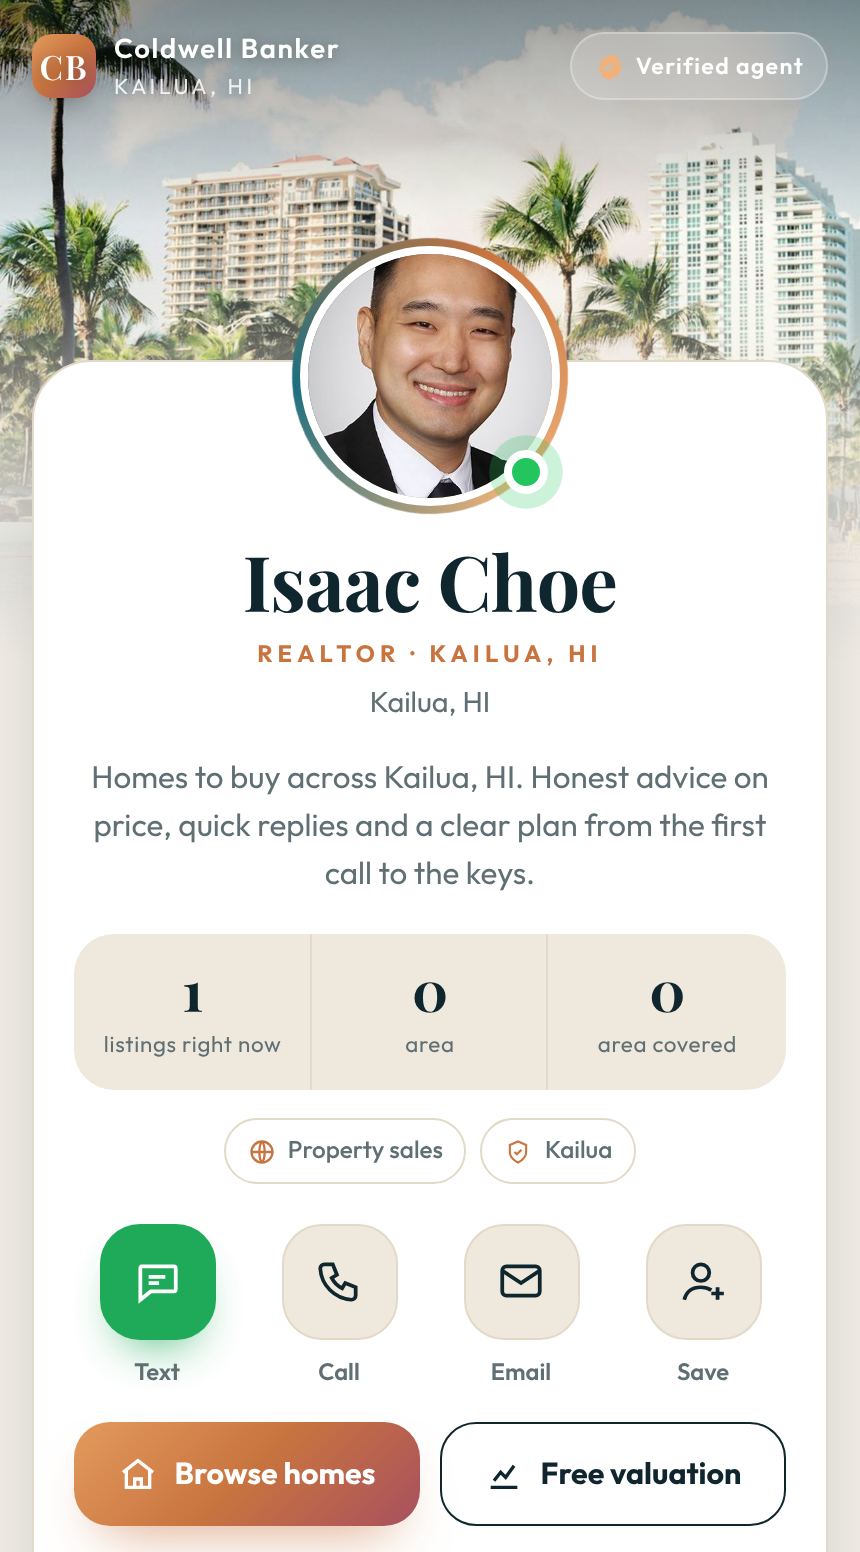 CB
Coldwell Banker
KAILUA, HI
Verified agent
Isaac Choe
REALTOR · KAILUA, HI
Kailua, HI
Homes to buy across Kailua, HI. Honest advice on
price, quick replies and a clear plan from the first
call to the keys.
1
listings right now
0
area
0
area covered
Property sales
Kailua
Text
Call
Email
Save
Browse homes
Free valuation